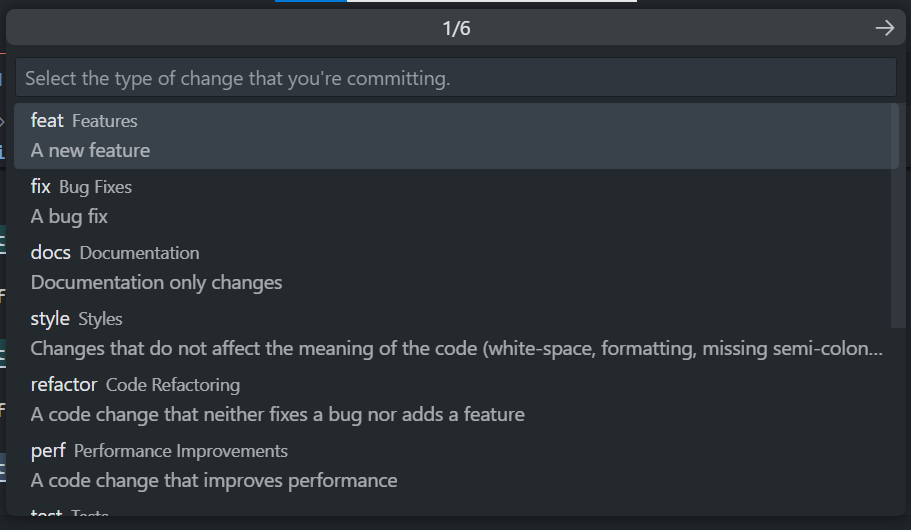 1/6
Select the type of change that you're committing.
feat Features
A new feature
fix Bug Fixes
A bug fix
docs Documentation
Documentation only changes
style Styles
Changes that do not affect the meaning of the code (white-space, formatting, missing semi-colon...
refactor Code Refactoring
A code change that neither fixes a bug nor adds a feature
perf Performance Improvements
A code change that improves performance
test Tests